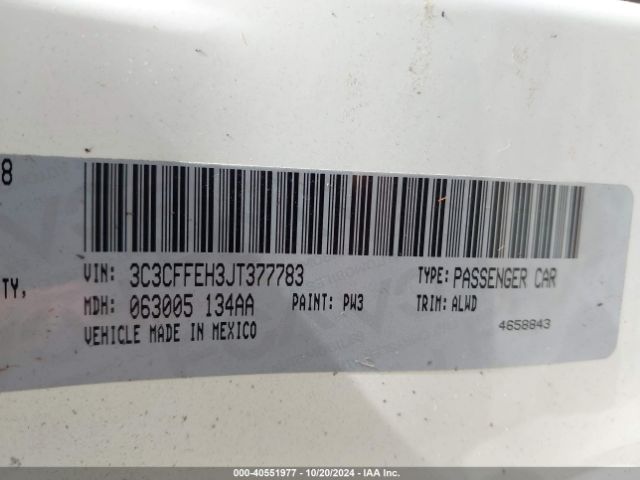 8
TY,
VIN: 3C3CFFEH3JT377783 TYPE: PASSENGER CAR
MDH: 063005 134AA PAINT: PW3 TRIM: ALWD
VEHICLE MADE IN MEXICO 4658843
000-40551977 - 10/20/2024 - IAA Inc.